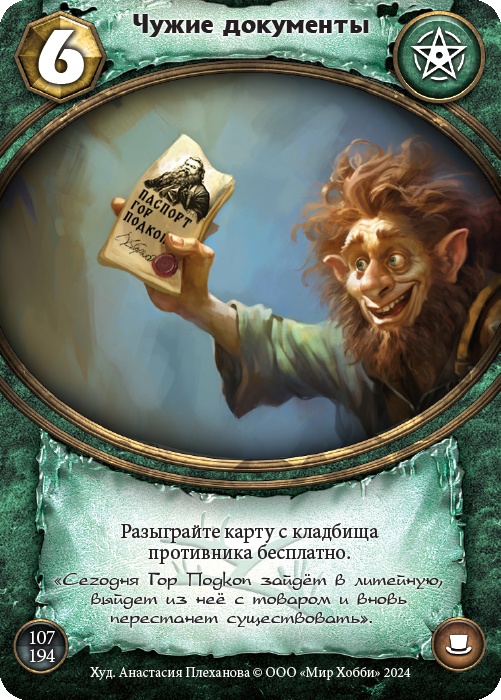 Чужие документы
6
ПАСПОРТ
ГОР
ПОДКОП
Разыграйте карту с кладбища
противника бесплатно.
«Сегодня Гор Подкоп зайдёт в литейную,
выйдет из неё с товаром и вновь
перестанет существовать».
107
194
Худ. Анастасия Плеханова © ООО «Мир Хобби» 2024